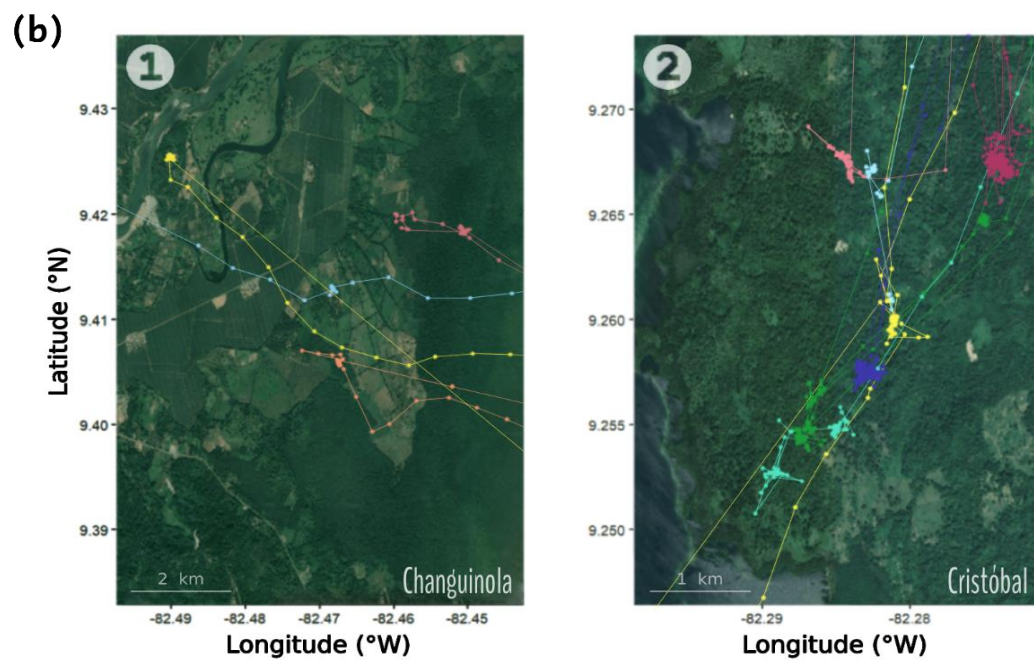 (b)
1
2
9.43
9.42
9.41
9.40
9.39
Latitude (°N)
2 km
Changuinola
-82.49 -82.48 -82.47 -82.46 -82.45
Longitude (°W)
9.270
9.265
9.260
9.255
9.250
1 km
Cristóbal
-82.29 -82.28
Longitude (°W)